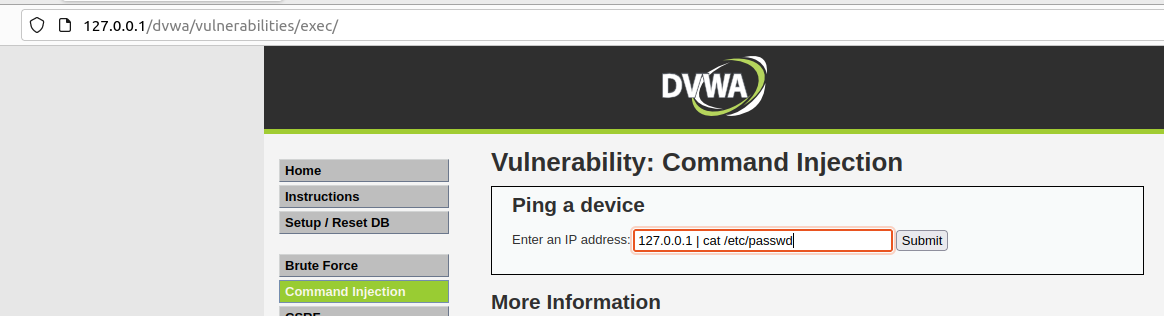 127.0.0.1/dvwa/vulnerabilities/exec/
DVWA
Home
Instructions
Setup / Reset DB
Brute Force
Command Injection
CSRF
Vulnerability: Command Injection
Ping a device
Enter an IP address: 127.0.0.1 | cat /etc/passwd Submit
More Information